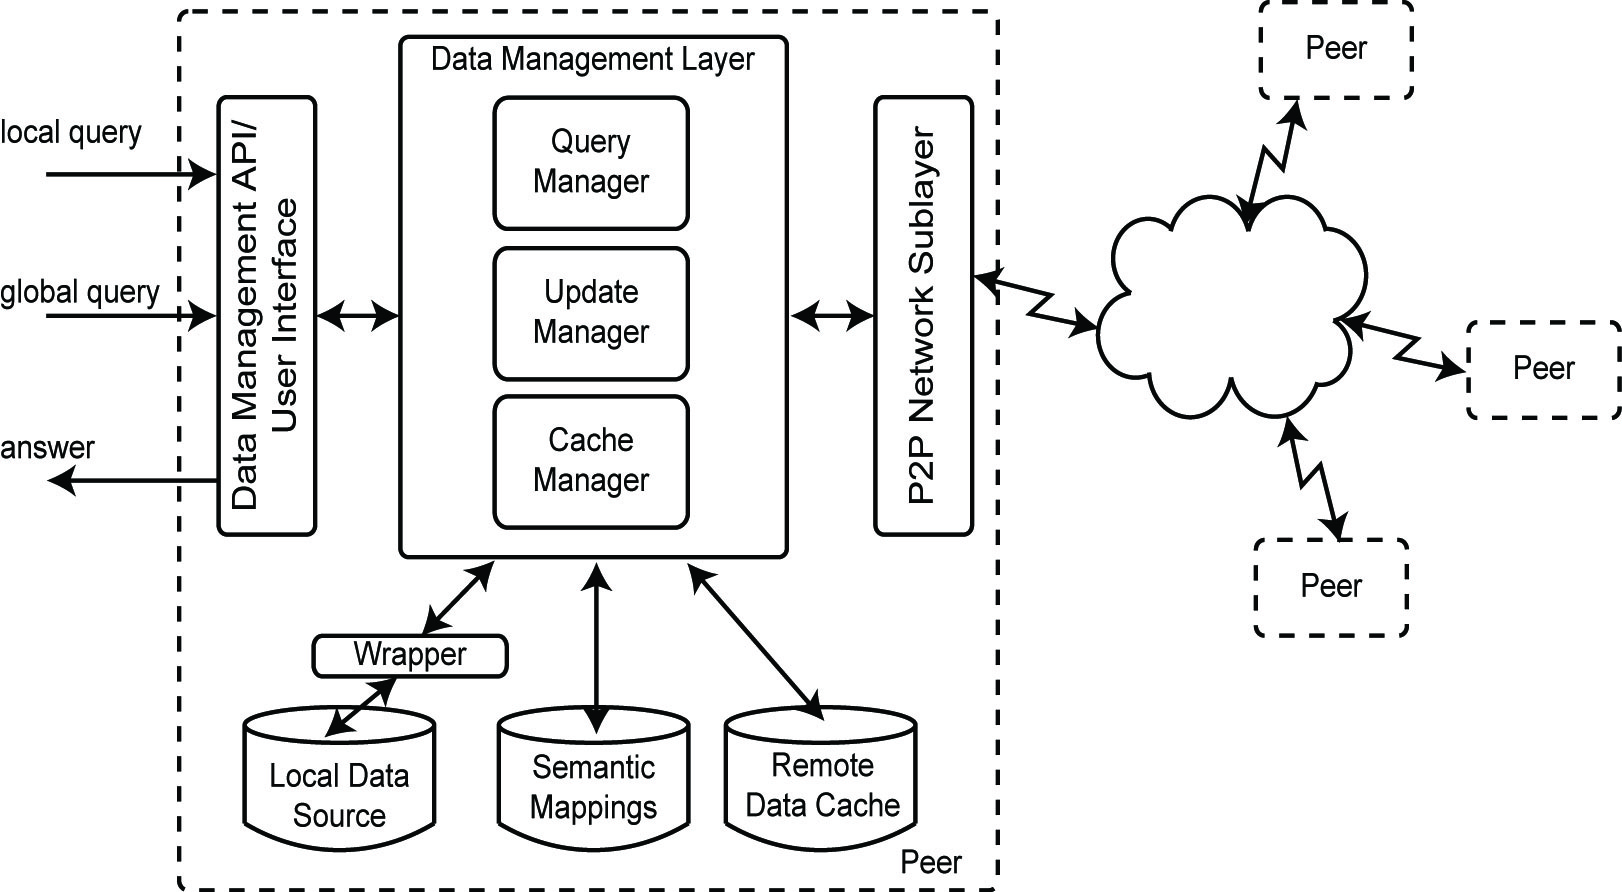 local query
global query
answer
Data Management API/
User Interface
Data Management Layer
Query
Manager
Update
Manager
Cache
Manager
P2P Network Sublayer
Wrapper
Local Data
Source
Semantic
Mappings
Remote
Data Cache
Peer
Peer
Peer
Peer